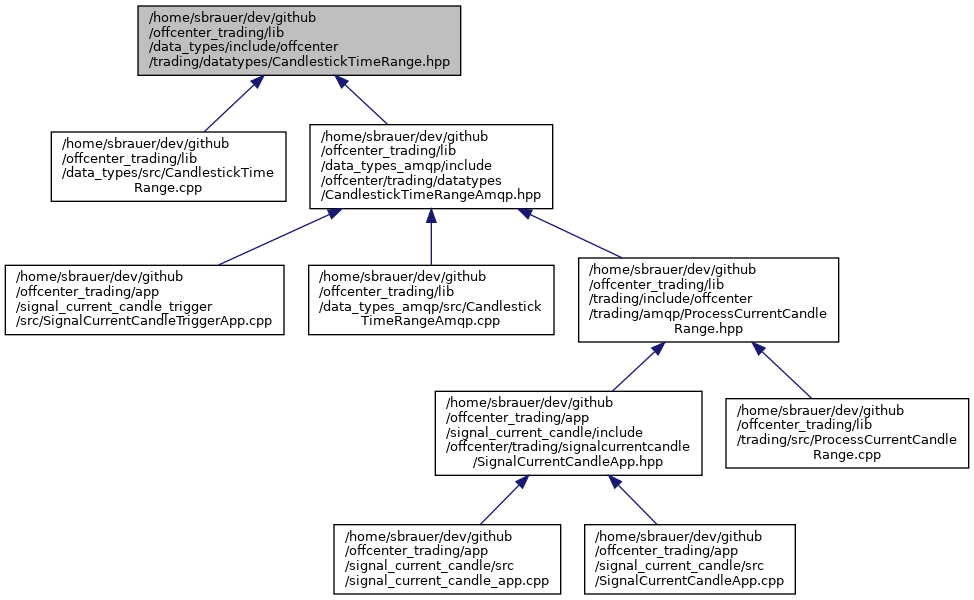 /home/sbrauer/dev/github
/offcenter_trading/lib
/data_types/include/offcenter
/trading/datatypes/CandlestickTimeRange.hpp
/home/sbrauer/dev/github
/offcenter_trading/lib
/data_types/src/CandlestickTime
Range.cpp
/home/sbrauer/dev/github
/offcenter_trading/lib
/data_types_amqp/include
/offcenter/trading/datatypes
/CandlestickTimeRangeAmqp.hpp
/home/sbrauer/dev/github
/offcenter_trading/app
/signal_current_candle_trigger
/src/SignalCurrentCandleTriggerApp.cpp
/home/sbrauer/dev/github
/offcenter_trading/lib
/data_types_amqp/src/Candlestick
TimeRangeAmqp.cpp
/home/sbrauer/dev/github
/offcenter_trading/lib
/trading/include/offcenter
/trading/amqp/ProcessCurrentCandle
Range.hpp
/home/sbrauer/dev/github
/offcenter_trading/app
/signal_current_candle/include
/offcenter/trading/signalcurrentcandle
/SignalCurrentCandleApp.hpp
/home/sbrauer/dev/github
/offcenter_trading/lib
/trading/src/ProcessCurrentCandle
Range.cpp
/home/sbrauer/dev/github
/offcenter_trading/app
/signal_current_candle/src
/signal_current_candle_app.cpp
/home/sbrauer/dev/github
/offcenter_trading/app
/signal_current_candle/src
/SignalCurrentCandleApp.cpp